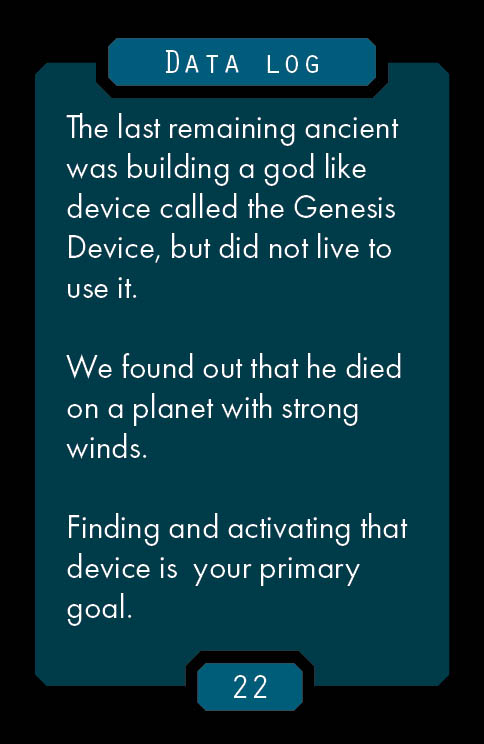 Data log
The last remaining ancient
was building a god like
device called the Genesis
Device, but did not live to
use it.
We found out that he died
on a planet with strong
winds.
Finding and activating that
device is  your primary
goal.
22